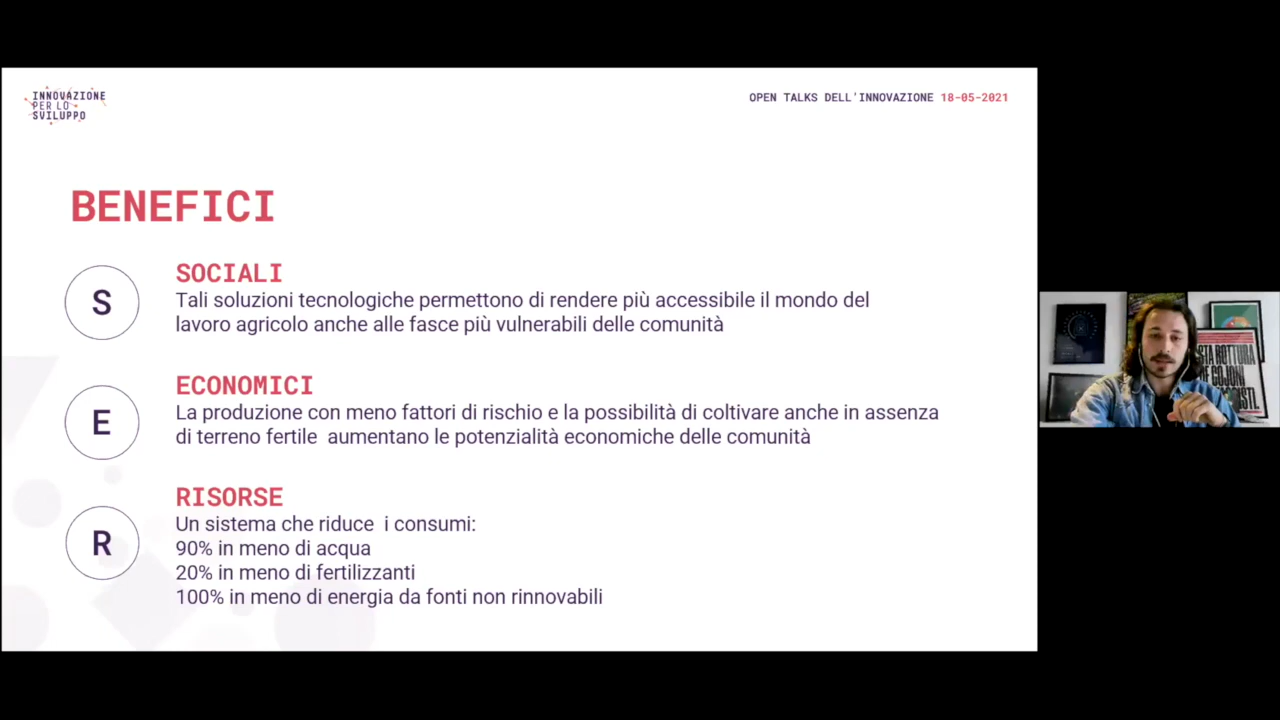 INNOVAZIONE
PER LO
SVILUPPO
OPEN TALKS DELL'INNOVAZIONE 18-05-2021
BENEFICI
S
SOCIALI
Tali soluzioni tecnologiche permettono di rendere più accessibile il mondo del
lavoro agricolo anche alle fasce più vulnerabili delle comunità
E
ECONOMICI
La produzione con meno fattori di rischio e la possibilità di coltivare anche in assenza
di terreno fertile aumentano le potenzialità economiche delle comunità
R
RISORSE
Un sistema che riduce i consumi:
90% in meno di acqua
20% in meno di fertilizzanti
100% in meno di energia da fonti non rinnovabili
ROTTURA